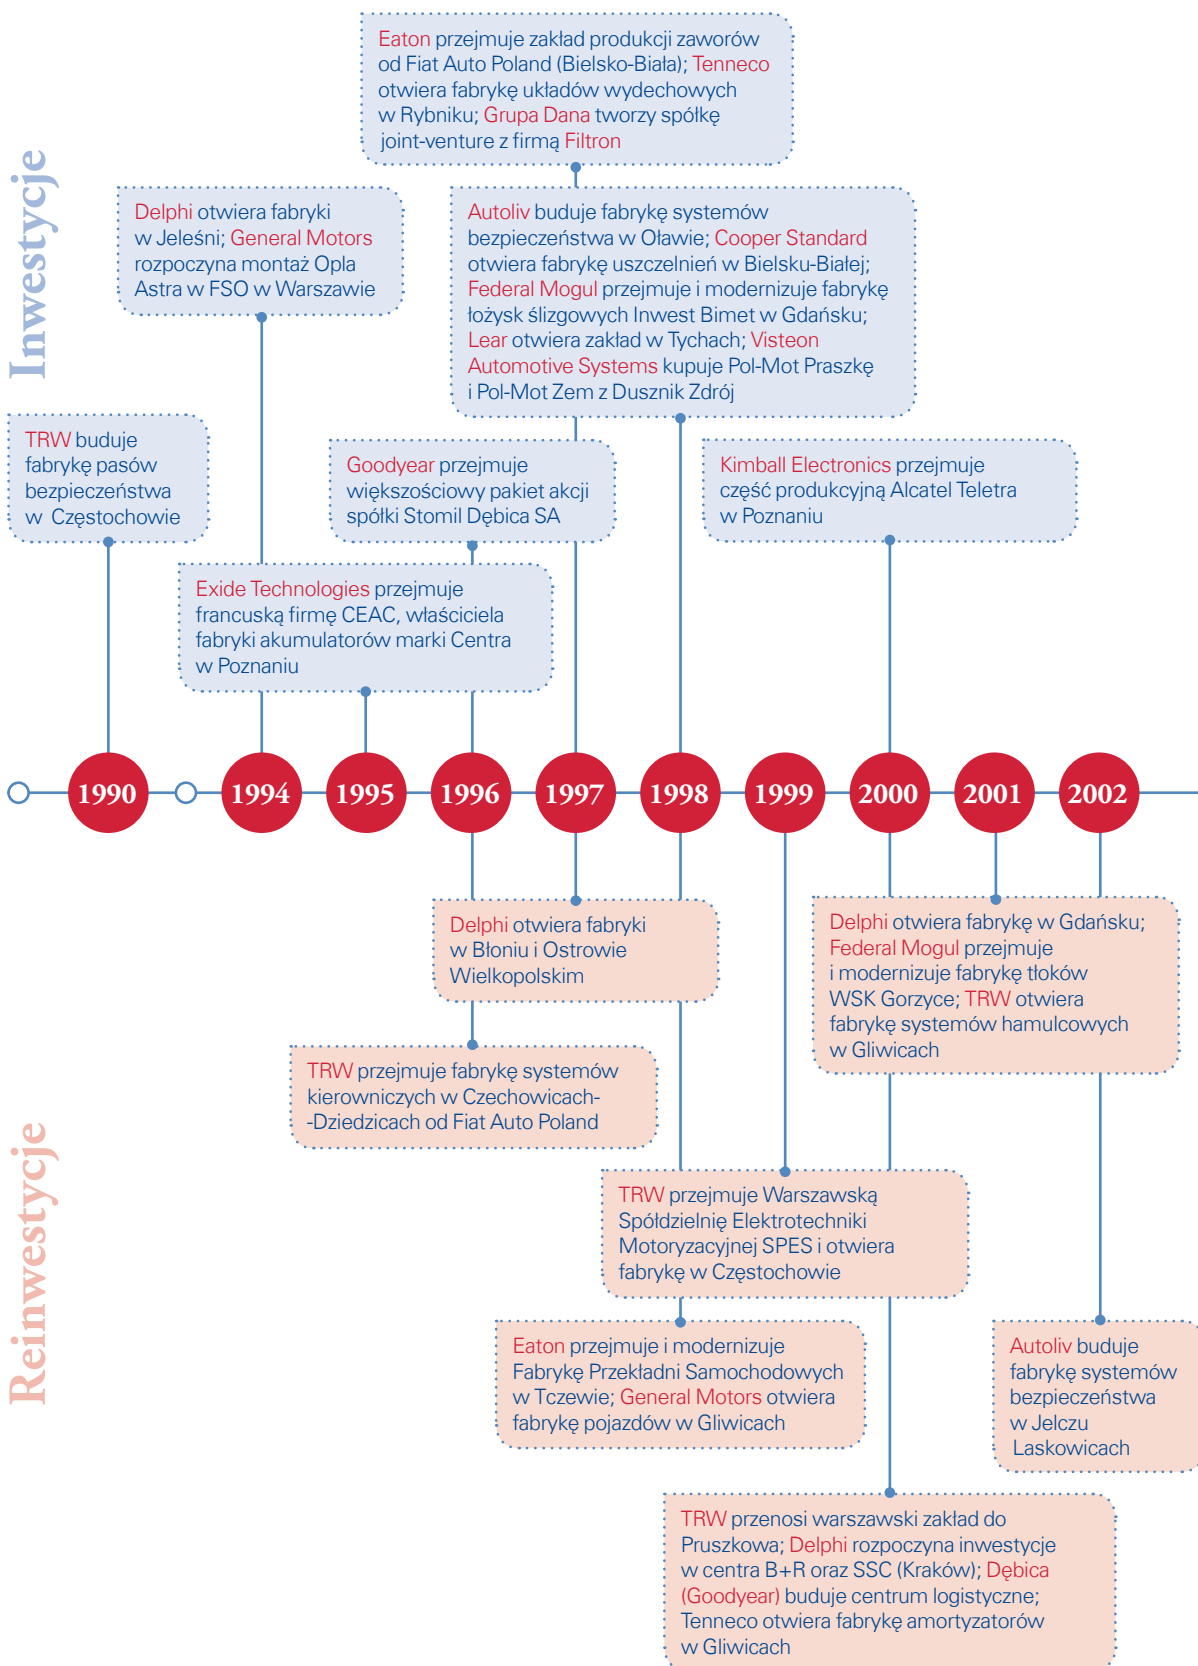 Inwestycje
Eaton przejmuje zakład produkcji zaworów
od Fiat Auto Poland (Bielsko-Biała); Tenneco
otwiera fabrykę układów wydechowych
w Rybniku; Grupa Dana tworzy spółkę
joint-venture z firmą Filtron
Delphi otwiera fabryki
w Jeleśni; General Motors
rozpoczyna montaż Opla
Astra w FSO w Warszawie
Autoliv buduje fabrykę systemów
bezpieczeństwa w Oławie; Cooper Standard
otwiera fabrykę uszczelnień w Bielsku-Białej;
Federal Mogul przejmuje i modernizuje fabrykę
łożysk ślizgowych Inwest Bimet w Gdańsku;
Lear otwiera zakład w Tychach; Visteon
Automotive Systems kupuje Pol-Mot Praszkę
i Pol-Mot Zem z Dusznik Zdrój
TRW buduje
fabrykę pasów
bezpieczeństwa
w Częstochowie
Goodyear przejmuje
większościowy pakiet akcji
spółki Stomil Dębica SA
Kimball Electronics przejmuje
część produkcyjną Alcatel Teletra
w Poznaniu
Exide Technologies przejmuje
francuską firmę CEAC, właściciela
fabryki akumulatorów marki Centra
w Poznaniu
1990 1994 1995 1996 1997 1998 1999 2000 2001 2002
Reinwestycje
Delphi otwiera fabryki
w Błoniu i Ostrowie
Wielkopolskim
Delphi otwiera fabrykę w Gdańsku;
Federal Mogul przejmuje
i modernizuje fabrykę tłoków
WSK Gorzyce; TRW otwiera
fabrykę systemów hamulcowych
w Gliwicach
TRW przejmuje fabrykę systemów
kierowniczych w Czechowicach-
-Dziedzicach od Fiat Auto Poland
TRW przejmuje Warszawską
Spółdzielnię Elektrotechniki
Motoryzacyjnej SPES i otwiera
fabrykę w Częstochowie
Eaton przejmuje i modernizuje
Fabrykę Przekładni Samochodowych
w Tczewie; General Motors otwiera
fabrykę pojazdów w Gliwicach
Autoliv buduje
fabrykę systemów
bezpieczeństwa
w Jelczu
Laskowicach
TRW przenosi warszawski zakład do
Pruszkowa; Delphi rozpoczyna inwestycje
w centra B+R oraz SSC (Kraków); Dębica
(Goodyear) buduje centrum logistyczne;
Tenneco otwiera fabrykę amortyzatorów
w Gliwicach